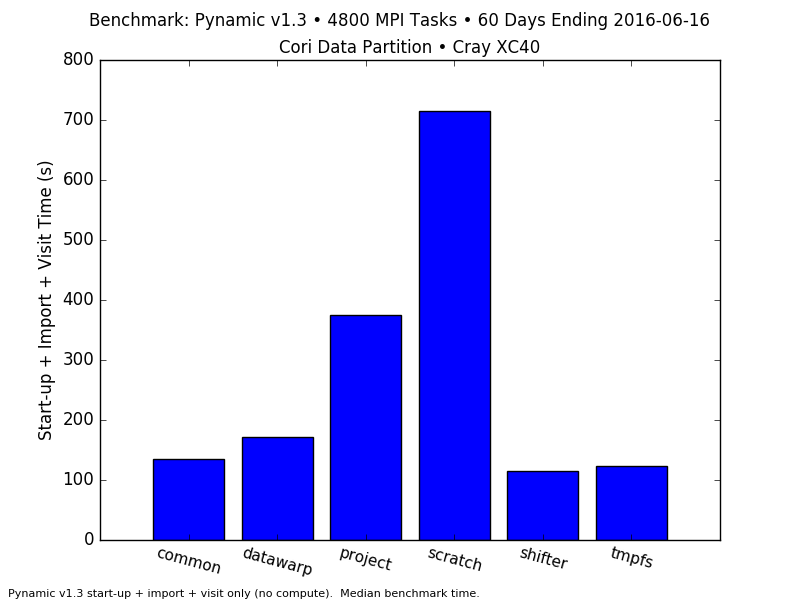 Benchmark: Pynamic v1.3 • 4800 MPI Tasks • 60 Days Ending 2016-06-16
Cori Data Partition • Cray XC40
800
700
600
500
400
300
200
100
0
Start-up + Import + Visit Time (s)
common
datawarp
project
scratch
shifter
tmpfs
Pynamic v1.3 start-up + import + visit only (no compute).  Median benchmark time.